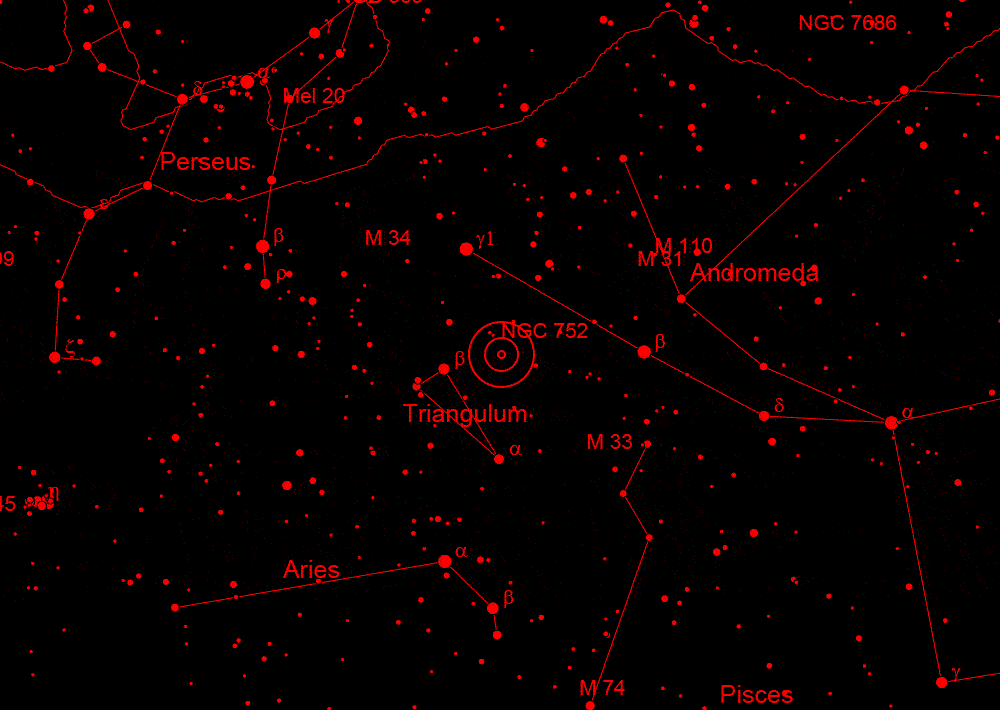 NGC 7686
γ
α
δ
Mel 20
Perseus
ε
β
M 34
γ1
M 110
M 31
Andromeda
ρ
NGC 752
β
ξ
β
Triangulum
δ
α
M 33
α
η
Aries
α
β
γ
M 74
Pisces